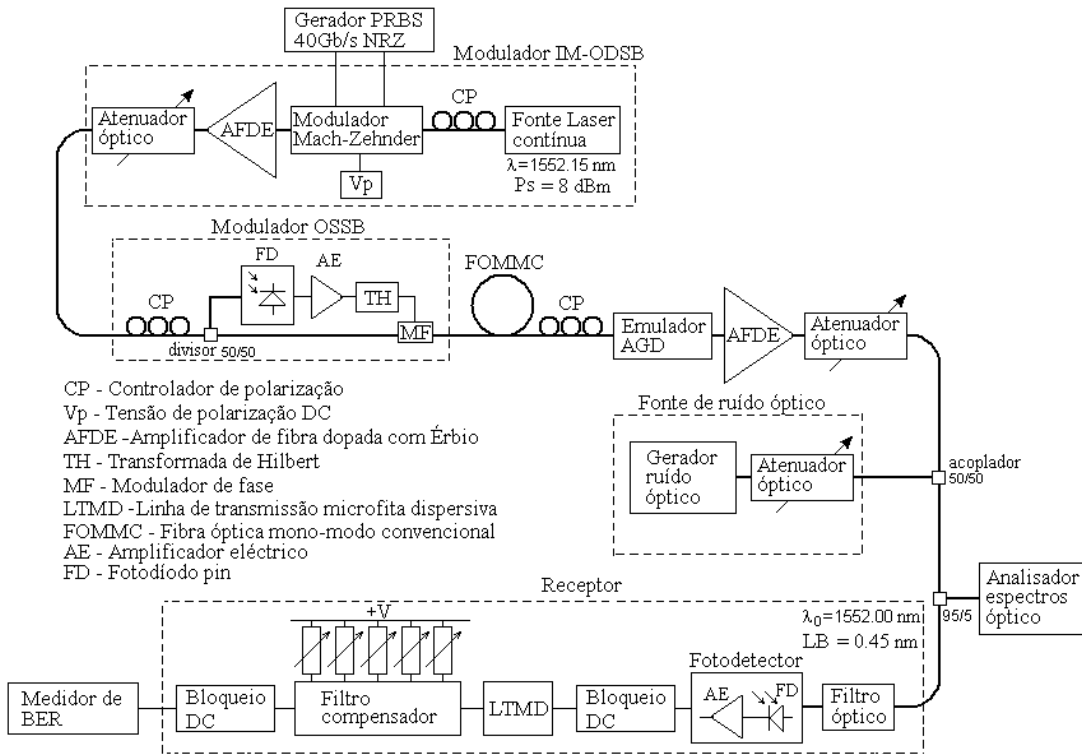 Gerador PRBS
40Gb/s NRZ
Modulador IM-ODSB
Atenuador
óptico
AFDE
Modulador
Mach-Zehnder
CP
Fonte Laser
contínua
Vp
λ=1552.15 nm
Ps = 8 dBm
Modulador OSSB
FD
AE
TH
CP
MF
divisor 50/50
FOMMC
CP
Emulador
AGD
AFDE
Atenuador
óptico
CP - Controlador de polarização
Vp - Tensão de polarização DC
AFDE -Amplificador de fibra dopada com Érbio
TH - Transformada de Hilbert
MF - Modulador de fase
LTMD -Linha de transmissão microfita dispersiva
FOMMC - Fibra óptica mono-modo convencional
AE - Amplificador eléctrico
FD - Fotodíodo pin
Fonte de ruído óptico
Gerador
ruído
óptico
Atenuador
óptico
acoplador
50/50
Analisador
espectros
óptico
95/5
Receptor
+V
λ0=1552.00 nm
LB = 0.45 nm
Fotodetector
AE
FD
Filtro
óptico
Bloqueio
DC
LTMD
Filtro
compensador
Bloqueio
DC
Medidor de
BER